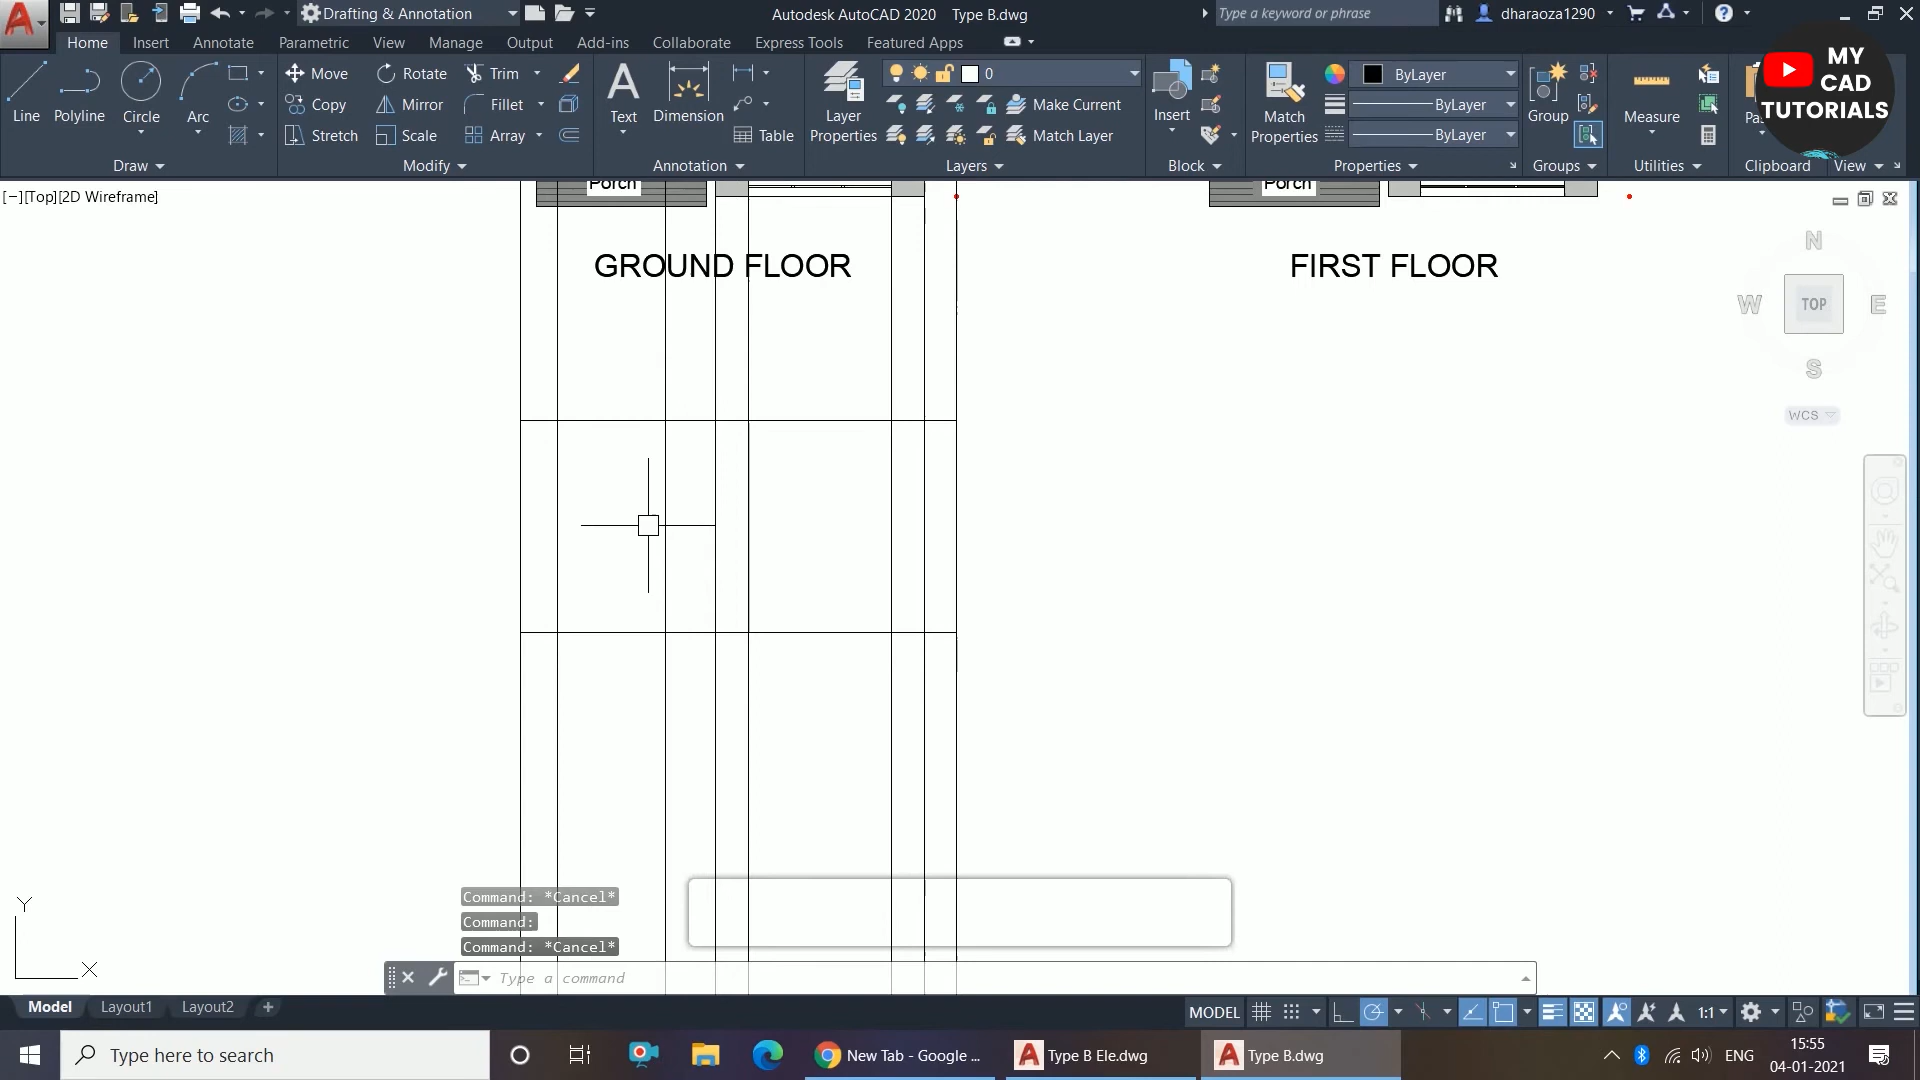 Drafting & Annotation
Autodesk AutoCAD 2020 Type B.dwg
Type a keyword or phrase
dharaoza1290
Home Insert Annotate Parametric View Manage Output Add-ins Collaborate Express Tools Featured Apps
MY
CAD
TUTORIALS
Line Polyline Circle Arc
Move Rotate Trim
Copy Mirror Fillet
Stretch Scale Array
Text Dimension Table
Layer
Properties
0
Make Current
Match Layer
Insert
Match
Properties
ByLayer
ByLayer
ByLayer
Group
Measure
Draw Modify Annotation Layers Block Properties Groups Utilities Clipboard View
[−][Top][2D Wireframe]
Porch
Porch
GROUND FLOOR
FIRST FLOOR
N
W TOP E
S
WCS
Command: *Cancel*
Command:
Command: *Cancel*
Y
X
Type a command
Model Layout1 Layout2
MODEL
1:1
Type here to search
New Tab - Google ...
Type B Ele.dwg
Type B.dwg
ENG
15:55
04-01-2021